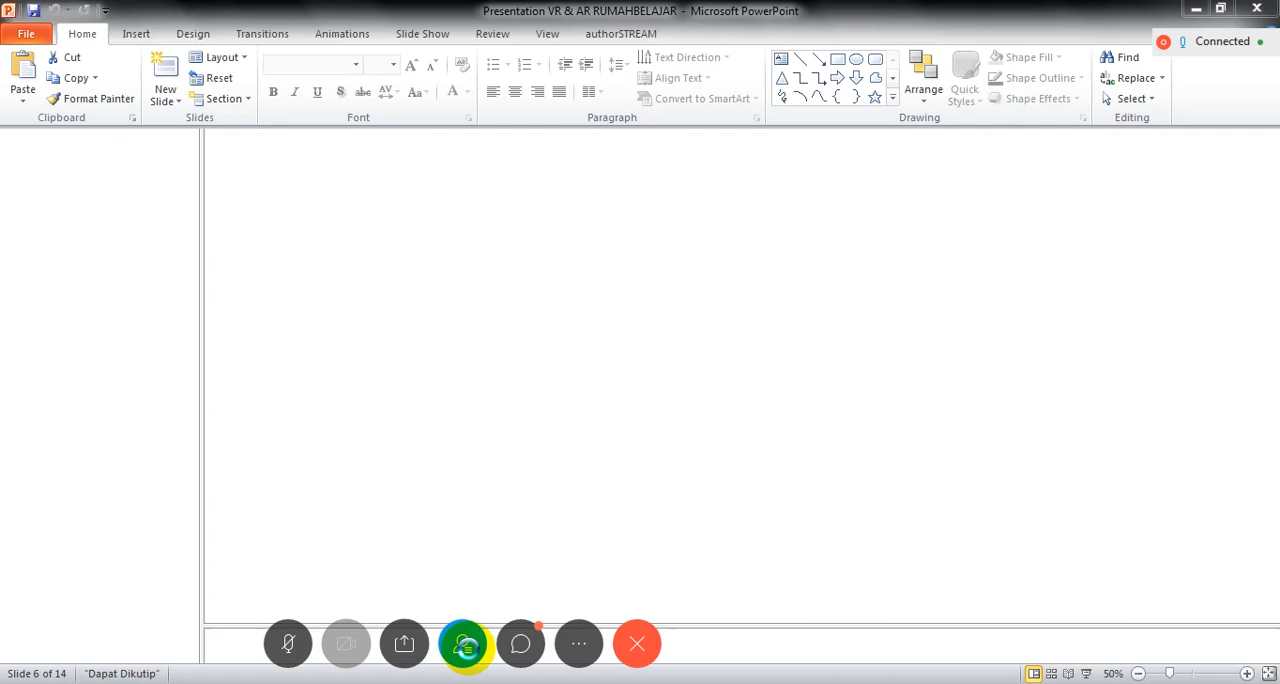 Presentation VR & AR RUMAHBELAJAR - Microsoft PowerPoint
File Home Insert Design Transitions Animations Slide Show Review View authorSTREAM
Connected
Paste
Cut
Copy
Format Painter
Clipboard
New Slide
Layout
Reset
Section
Slides
B I U S abc AV Aa A
Font
Text Direction
Align Text
Convert to SmartArt
Paragraph
Arrange
Quick Styles
Shape Fill
Shape Outline
Shape Effects
Drawing
Find
Replace
Select
Editing
Slide 6 of 14 "Dapat Dikutip" 50%